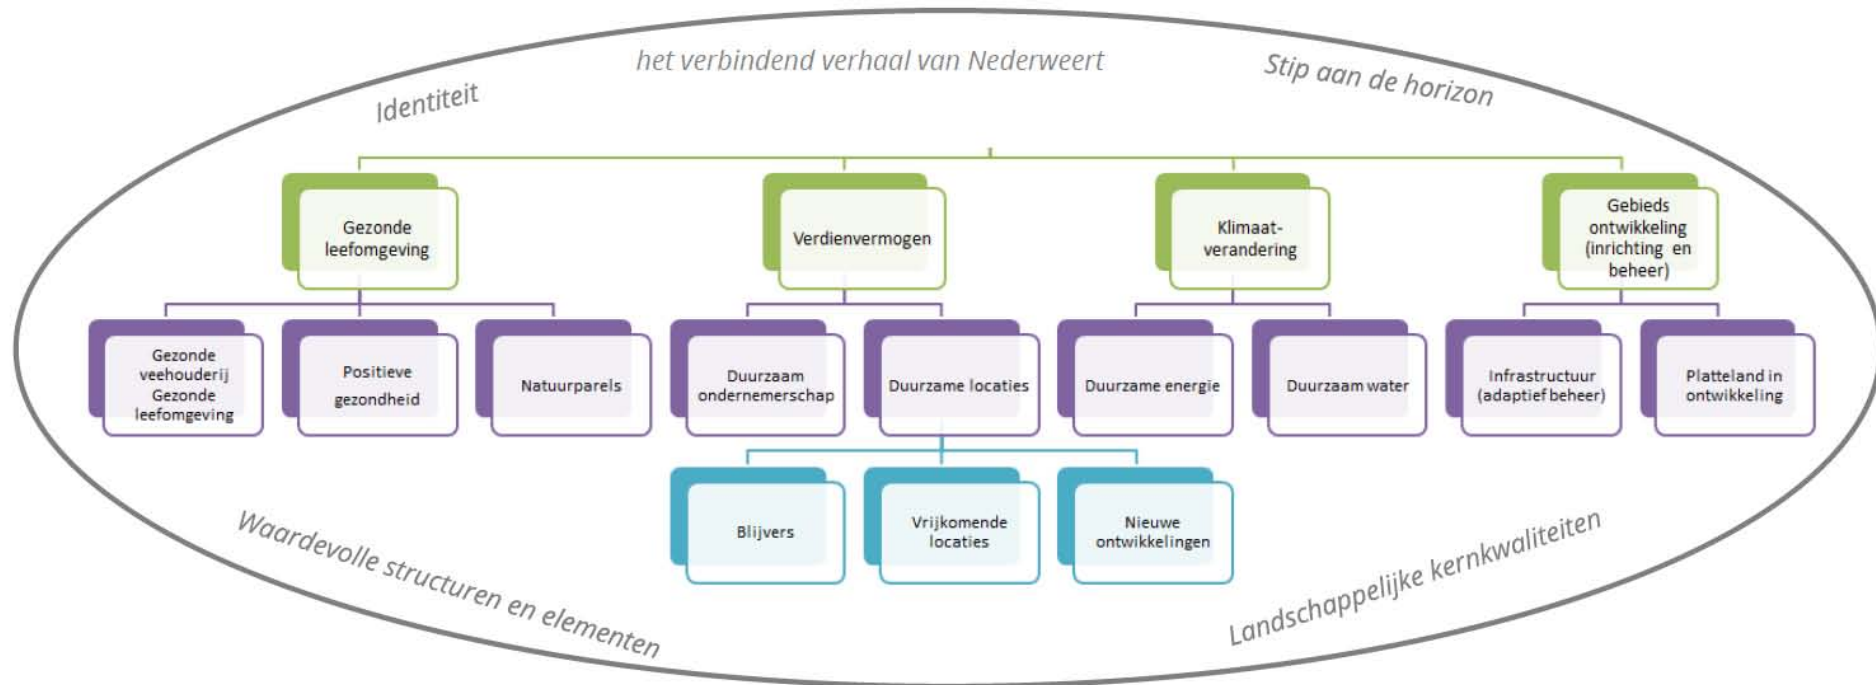 het verbindend verhaal van Nederweert
Stip aan de horizon
Identiteit
Gezonde
leefomgeving
Verdienvermogen
Klimaat-
verandering
Gebieds
ontwikkeling
(inrichting en
beheer)
Gezonde
veehouderij
Gezonde
leefomgeving
Positieve
gezondheid
Natuurparels
Duurzaam
ondernemerschap
Duurzame locaties
Duurzame energie
Duurzaam water
Infrastructuur
(adaptief beheer)
Platteland in
ontwikkeling
Blijvers
Vrijkomende
locaties
Nieuwe
ontwikkelingen
Waardevolle structuren en elementen
Landschappelijke kernkwaliteiten